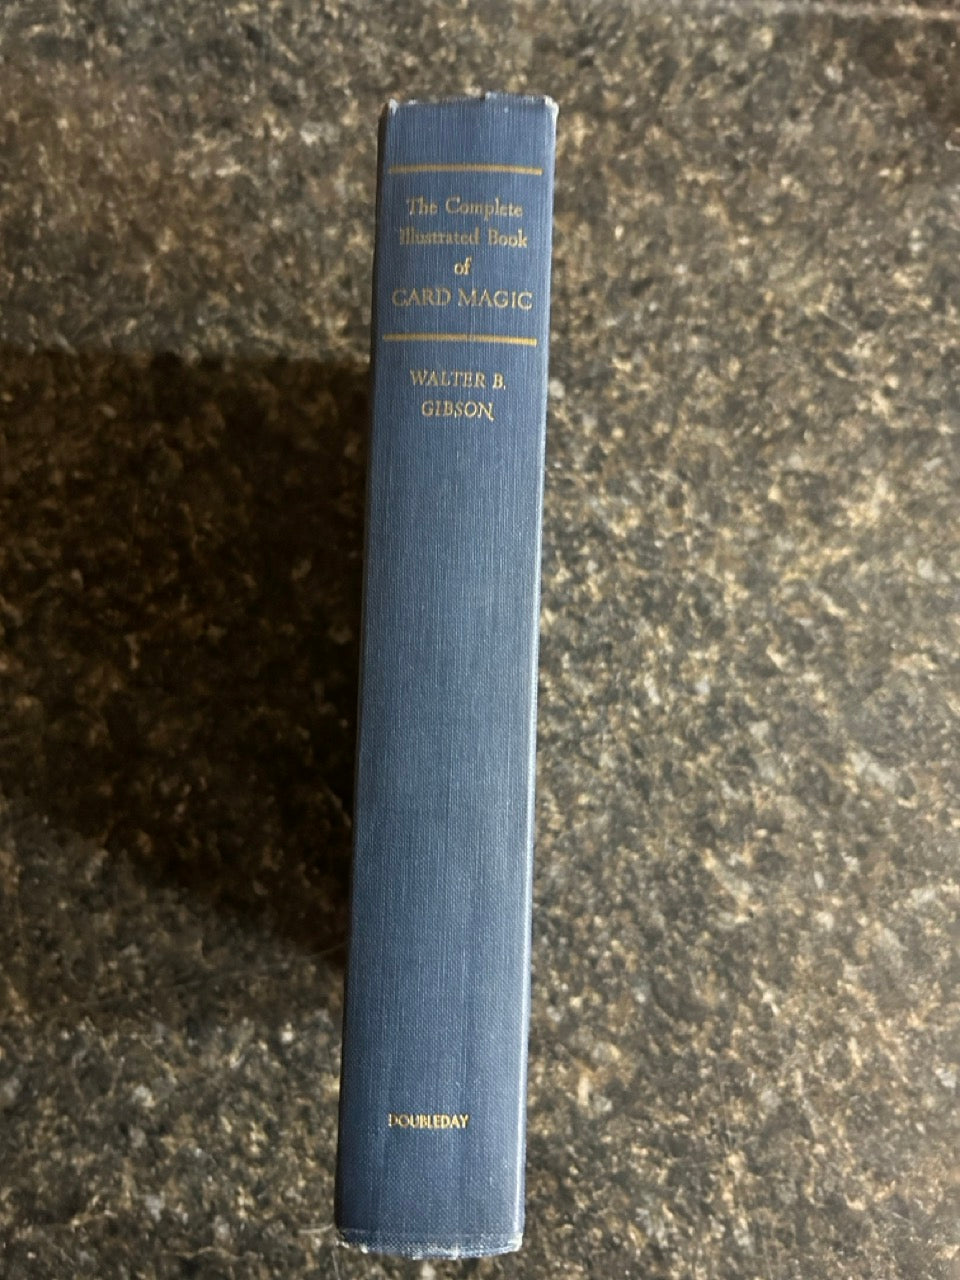 The Complete
Illustrated Book
of
CARD MAGIC
WALTER B.
GIBSON
DOUBLEDAY